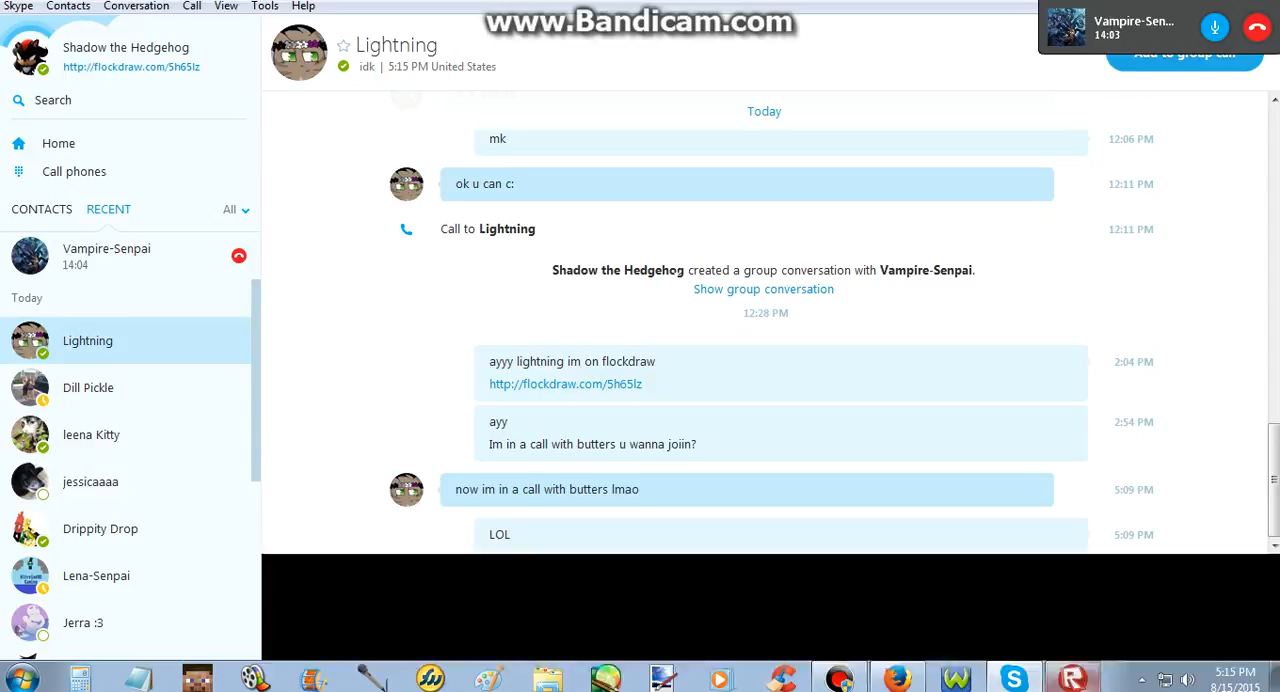 Skype Contacts Conversation Call View Tools Help
www.Bandicam.com
Vampire-Sen...
14:03
Shadow the Hedgehog
http://flockdraw.com/5h65lz
Lightning
idk | 5:15 PM United States
Add to group call
Search
Home
Call phones
CONTACTS RECENT All
Vampire-Senpai
14:04
Today
Lightning
Dill Pickle
leena Kitty
jessicaaaa
Drippity Drop
Lena-Senpai
Jerra :3
Today
mk 12:06 PM
ok u can c: 12:11 PM
Call to Lightning 12:11 PM
Shadow the Hedgehog created a group conversation with Vampire-Senpai.
Show group conversation
12:28 PM
ayyy lightning im on flockdraw 2:04 PM
http://flockdraw.com/5h65lz
ayy 2:54 PM
Im in a call with butters u wanna joiin?
now im in a call with butters lmao 5:09 PM
LOL 5:09 PM
5:15 PM
8/15/2015